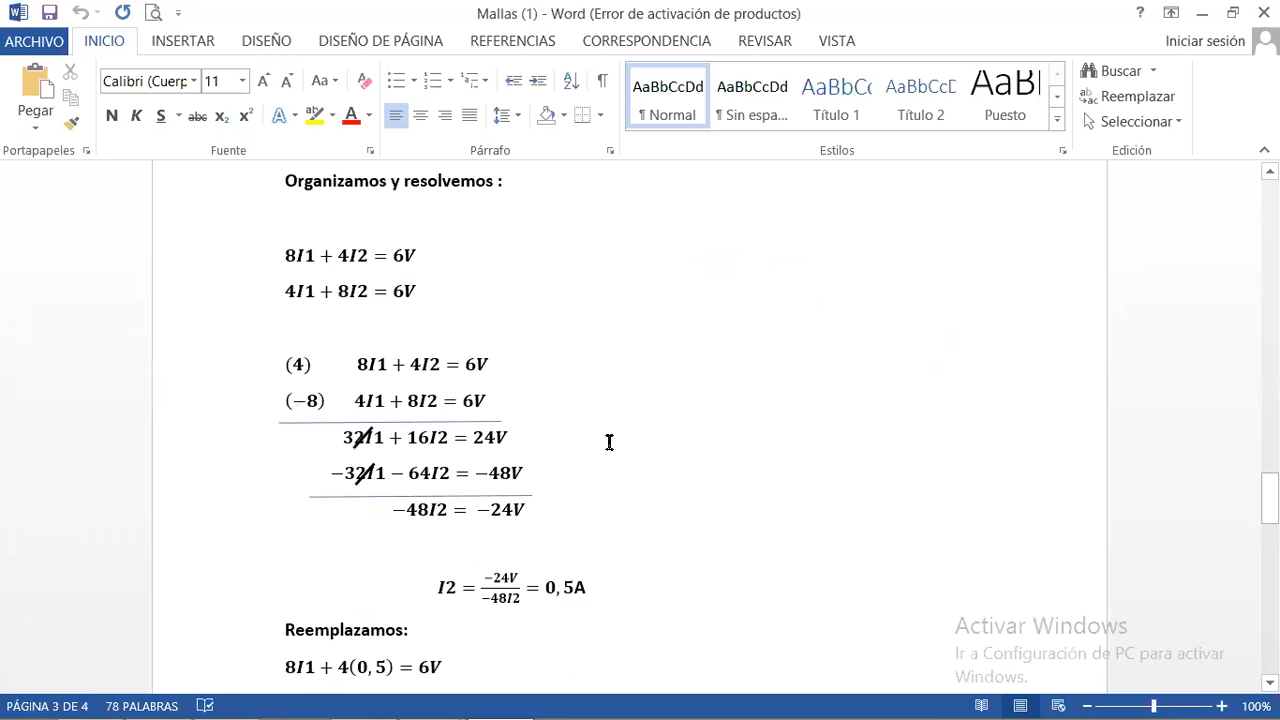 Mallas (1) - Word (Error de activación de productos)
ARCHIVO INICIO INSERTAR DISEÑO DISEÑO DE PÁGINA REFERENCIAS CORRESPONDENCIA REVISAR VISTA Iniciar sesión
Pegar
Calibri (Cuerp 11 Aa
N K S abc x₂ x² A aby A
AaBbCcDd AaBbCcDd AaBbCc AaBbCcD AaBl
¶ Normal ¶ Sin espa... Título 1 Título 2 Puesto
Buscar
Reemplazar
Seleccionar
Portapapeles Fuente Párrafo Estilos Edición
Organizamos y resolvemos :
8I1 + 4I2 = 6V
4I1 + 8I2 = 6V
(4) 8I1 + 4I2 = 6V
(−8) 4I1 + 8I2 = 6V
32I1 + 16I2 = 24V
−32I1 − 64I2 = −48V
−48I2 = −24V
I2 = −24V/−48I2 = 0,5A
Reemplazamos:
8I1 + 4(0,5) = 6V
Activar Windows
Ir a Configuración de PC para activar
Windows.
PÁGINA 3 DE 4 78 PALABRAS 100%